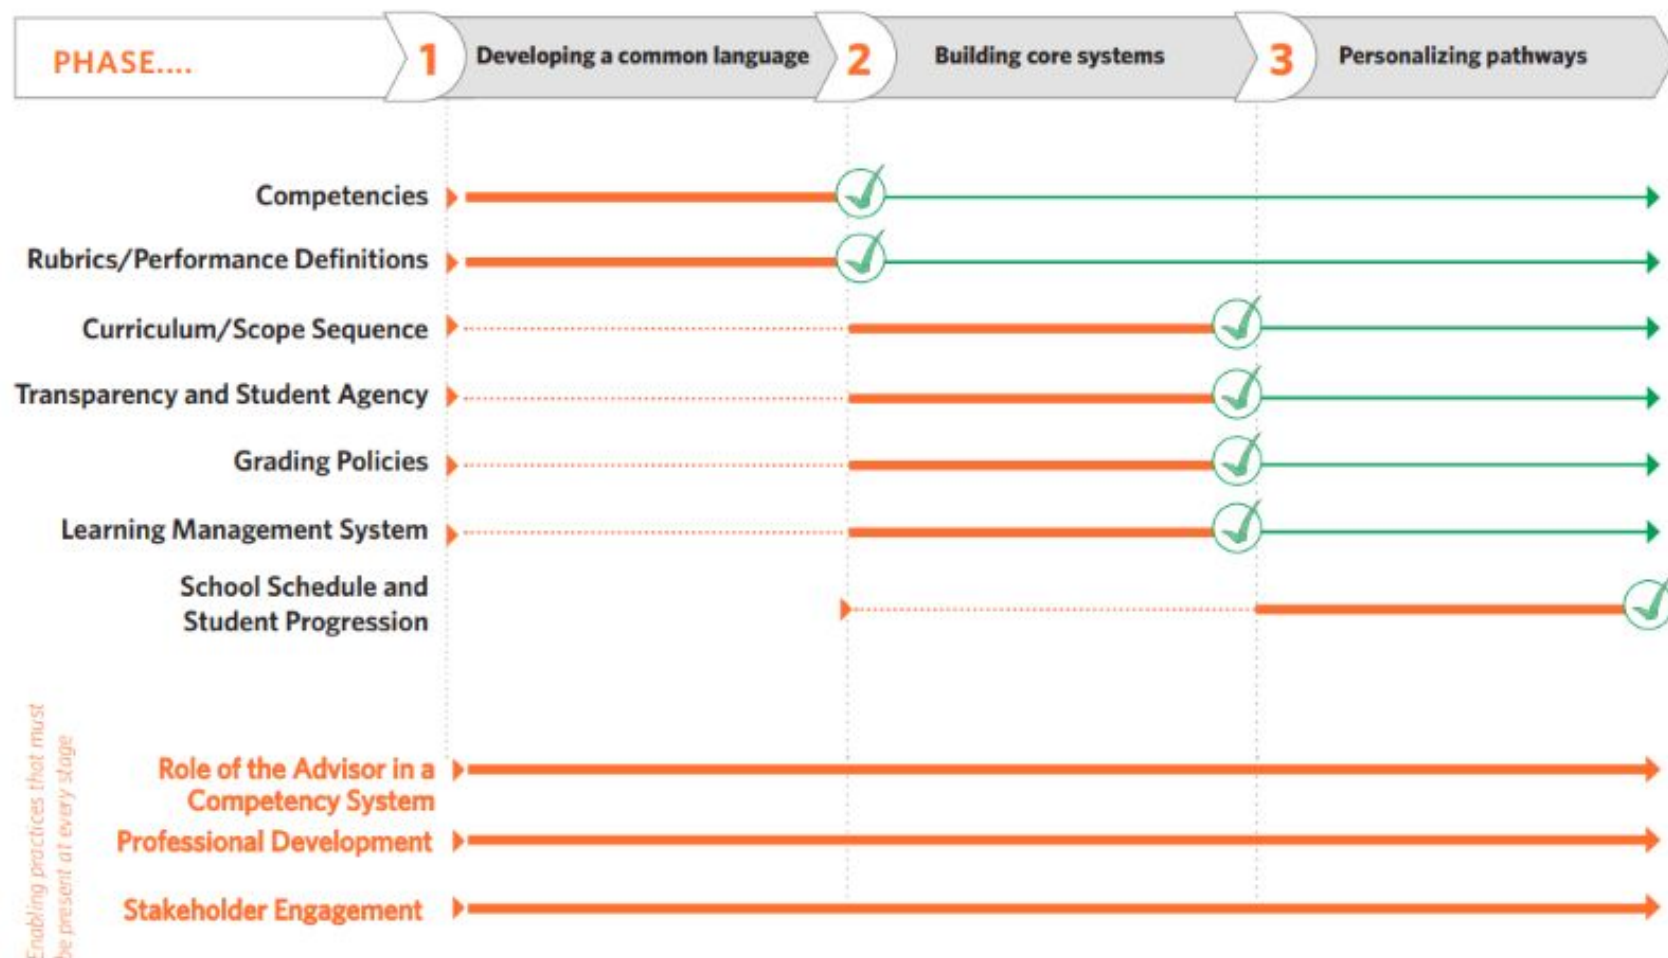 PHASE....
1
Developing a common language
2
Building core systems
3
Personalizing pathways
Competencies
Rubrics/Performance Definitions
Curriculum/Scope Sequence
Transparency and Student Agency
Grading Policies
Learning Management System
School Schedule and
Student Progression
Enabling practices that must
be present at every stage
Role of the Advisor in a
Competency System
Professional Development
Stakeholder Engagement